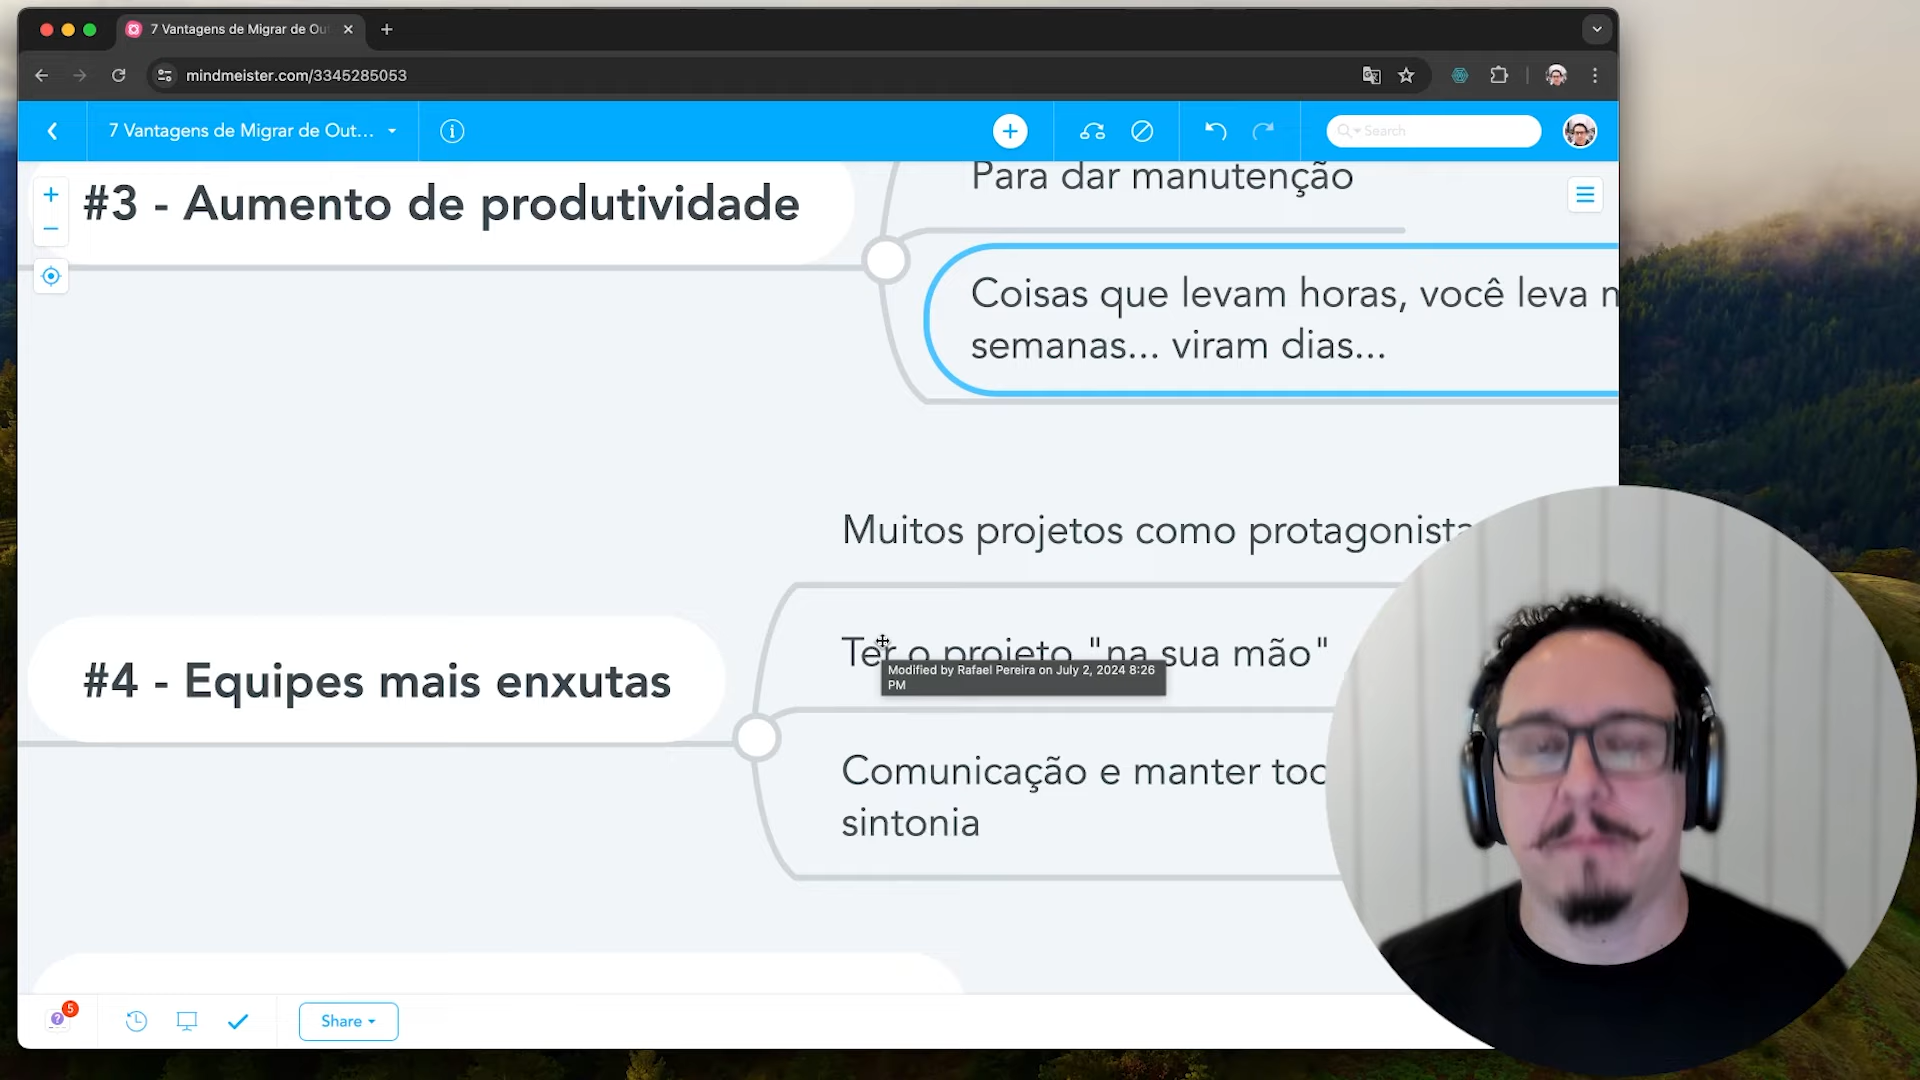 7 Vantagens de Migrar de Out
mindmeister.com/3345285053
7 Vantagens de Migrar de Out...
Search
#3 - Aumento de produtividade
Para dar manutenção
Coisas que levam horas, você leva
semanas... viram dias...
Muitos projetos como protagonista
#4 - Equipes mais enxutas
Ter o projeto "na sua mão"
Modified by Rafael Pereira on July 2, 2024 8:26
PM
Comunicação e manter
sintonia
5
Share